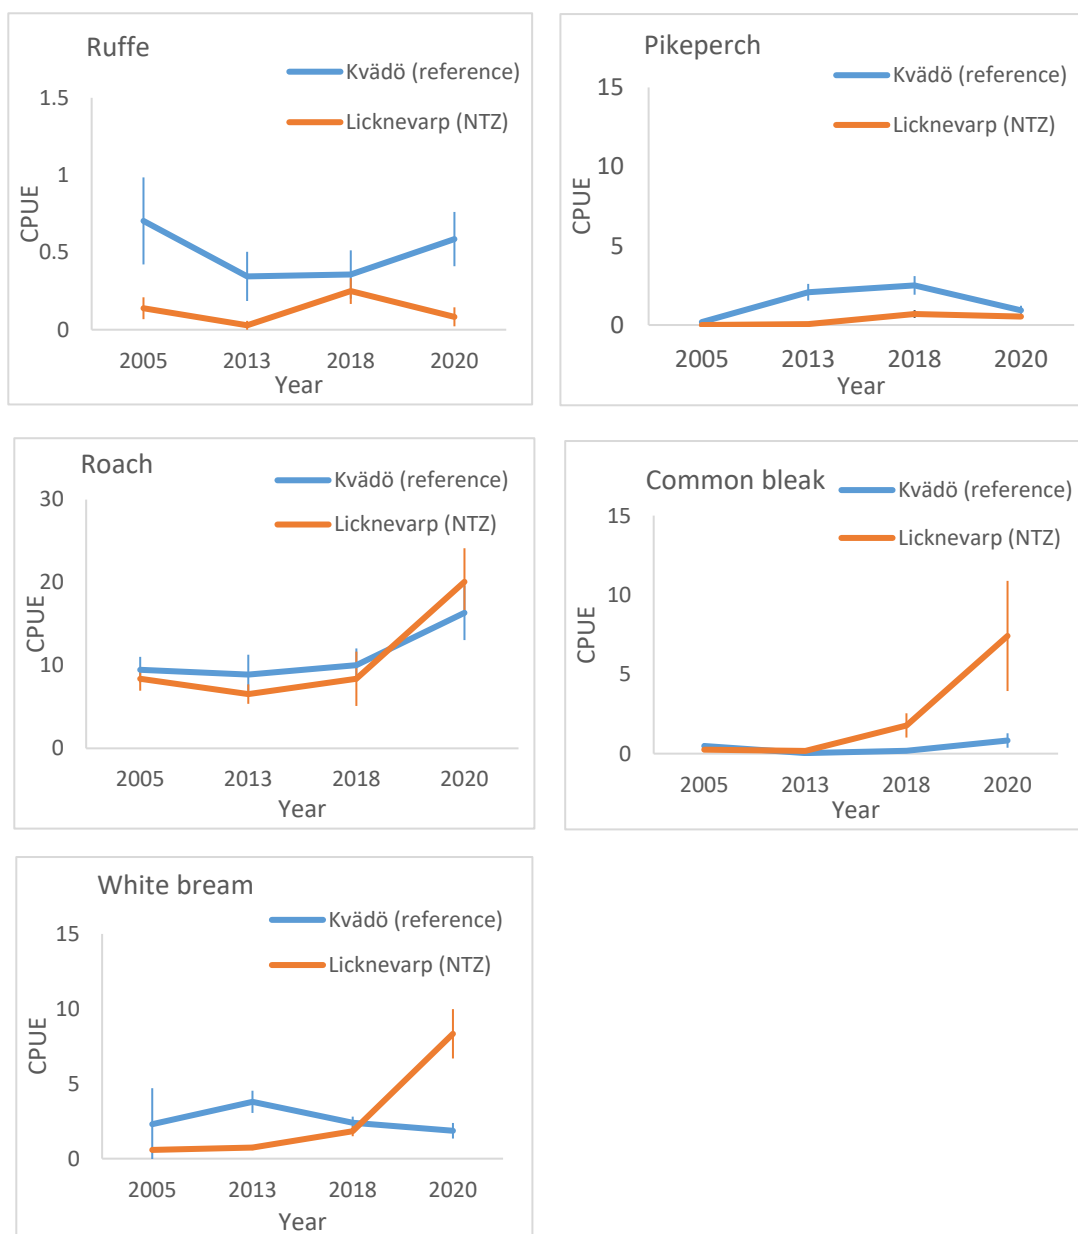 Ruffe
Kvädö (reference)
Licknevarp (NTZ)
1.5
1
0.5
0
CPUE
2005 2013 2018 2020
Year
Pikeperch
Kvädö (reference)
Licknevarp (NTZ)
15
10
5
0
CPUE
2005 2013 2018 2020
Year
Roach
Kvädö (reference)
Licknevarp (NTZ)
30
20
10
0
CPUE
2005 2013 2018 2020
Year
Common bleak
Kvädö (reference)
Licknevarp (NTZ)
15
10
5
0
CPUE
2005 2013 2018 2020
Year
White bream
Kvädö (reference)
Licknevarp (NTZ)
15
10
5
0
CPUE
2005 2013 2018 2020
Year